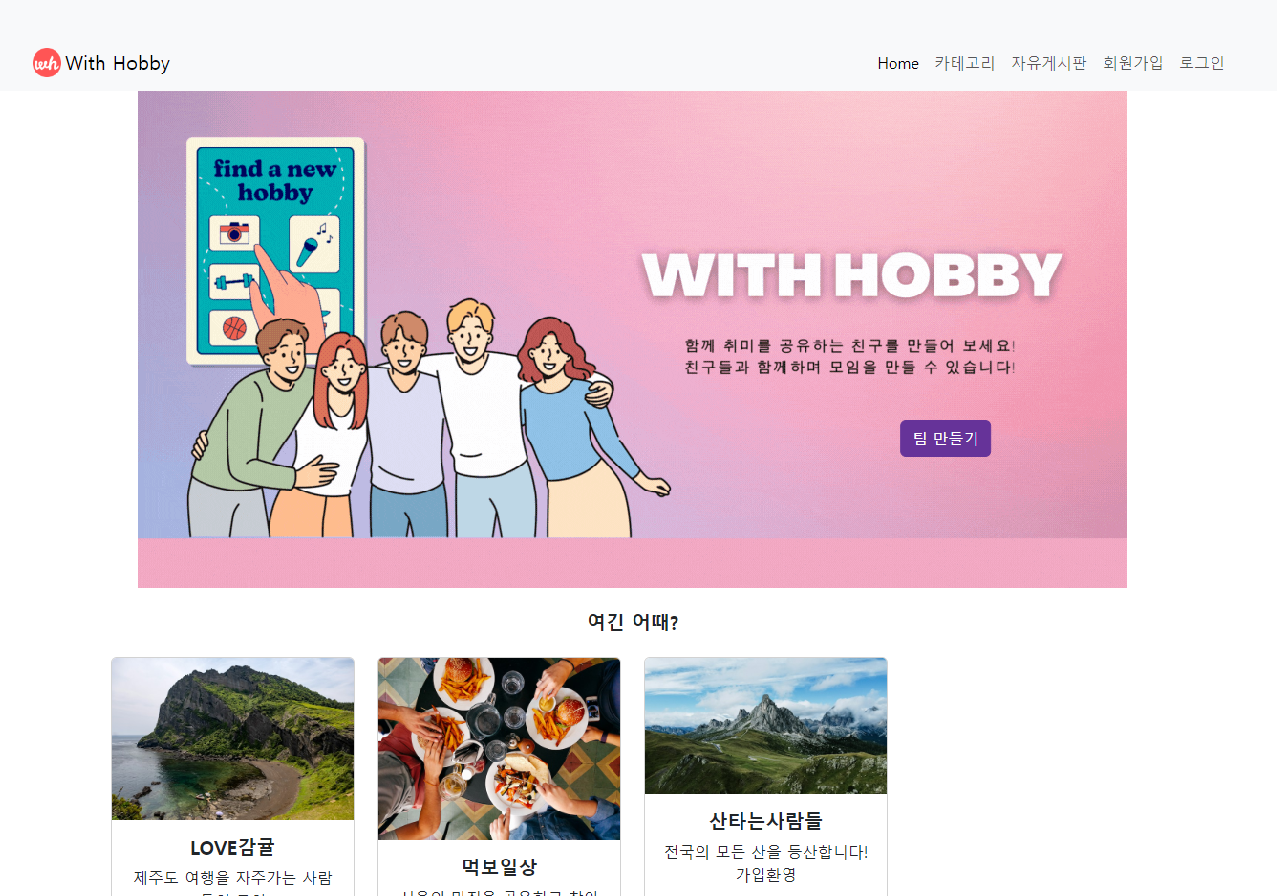 wh With Hobby
Home 카테고리 자유게시판 회원가입 로그인
find a new
hobby
WITH HOBBY
함께 취미를 공유하는 친구를 만들어 보세요!
친구들과 함께하며 모임을 만들 수 있습니다!
팀 만들기
여긴 어때?
LOVE감귤
제주도 여행을 자주가는 사람
먹보일상
산타는사람들
전국의 모든 산을 등산합니다!
가입환영